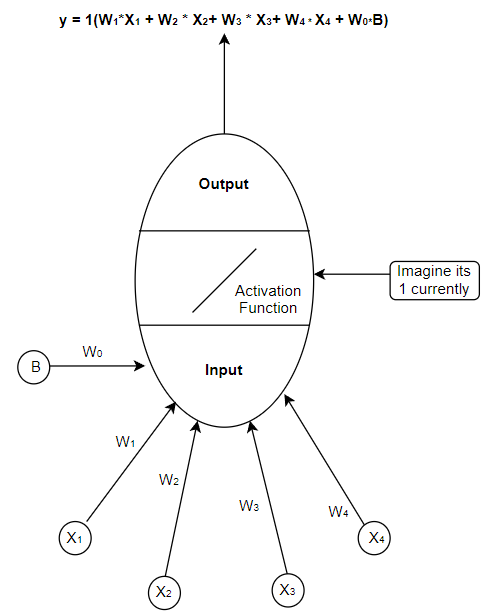 y = 1(W1*X1 + W2 * X2+ W3 * X3+ W4 * X4 + W0*B)
Output
Activation
Function
Imagine its
1 currently
W0
B
Input
W1
W2
W3
W4
X1
X4
X2
X3